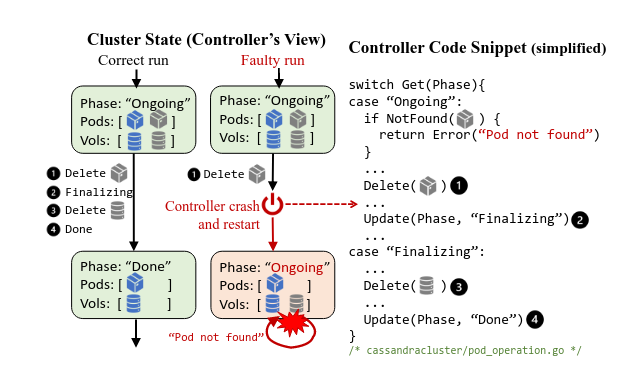 Cluster State (Controller's View)
Correct run
Faulty run
Phase: "Ongoing"
Pods: [ ]
Vols: [ ]
Phase: "Ongoing"
Pods: [ ]
Vols: [ ]
1 Delete
2 Finalizing
3 Delete
4 Done
1 Delete
Controller crash
and restart
Phase: "Done"
Pods: [ ]
Vols: [ ]
Phase: "Ongoing"
Pods: [ ]
Vols: [ ]
"Pod not found"
Controller Code Snippet (simplified)
switch Get(Phase){
case "Ongoing":
if NotFound( ) {
return Error("Pod not found")
}
...
Delete( ) 1
...
Update(Phase, "Finalizing") 2
...
case "Finalizing":
...
Delete( ) 3
...
Update(Phase, "Done") 4
}
/* cassandracluster/pod_operation.go */